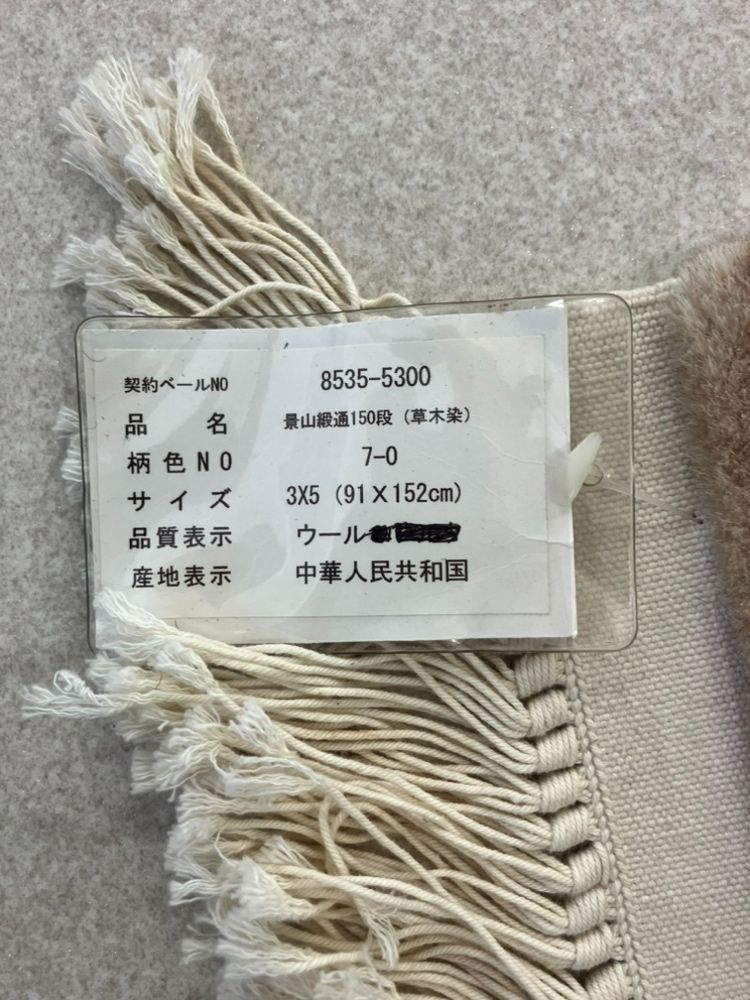 契約ベールNO 8535-5300
品 名 景山緞通150段（草木染）
柄色NO 7-0
サイズ 3X5（91×152cm）
品質表示 ウール
産地表示 中華人民共和国